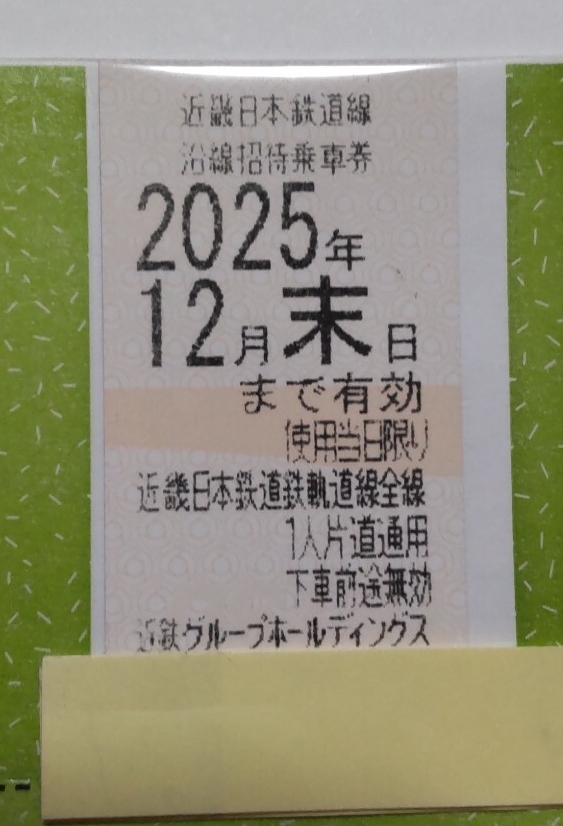 近畿日本鉄道線
沿線招待乗車券
2025年
12月末日
まで有効
使用当日限り
近畿日本鉄道鉄軌道線全線
1人片道通用
下車前途無効
近鉄グループホールディングス